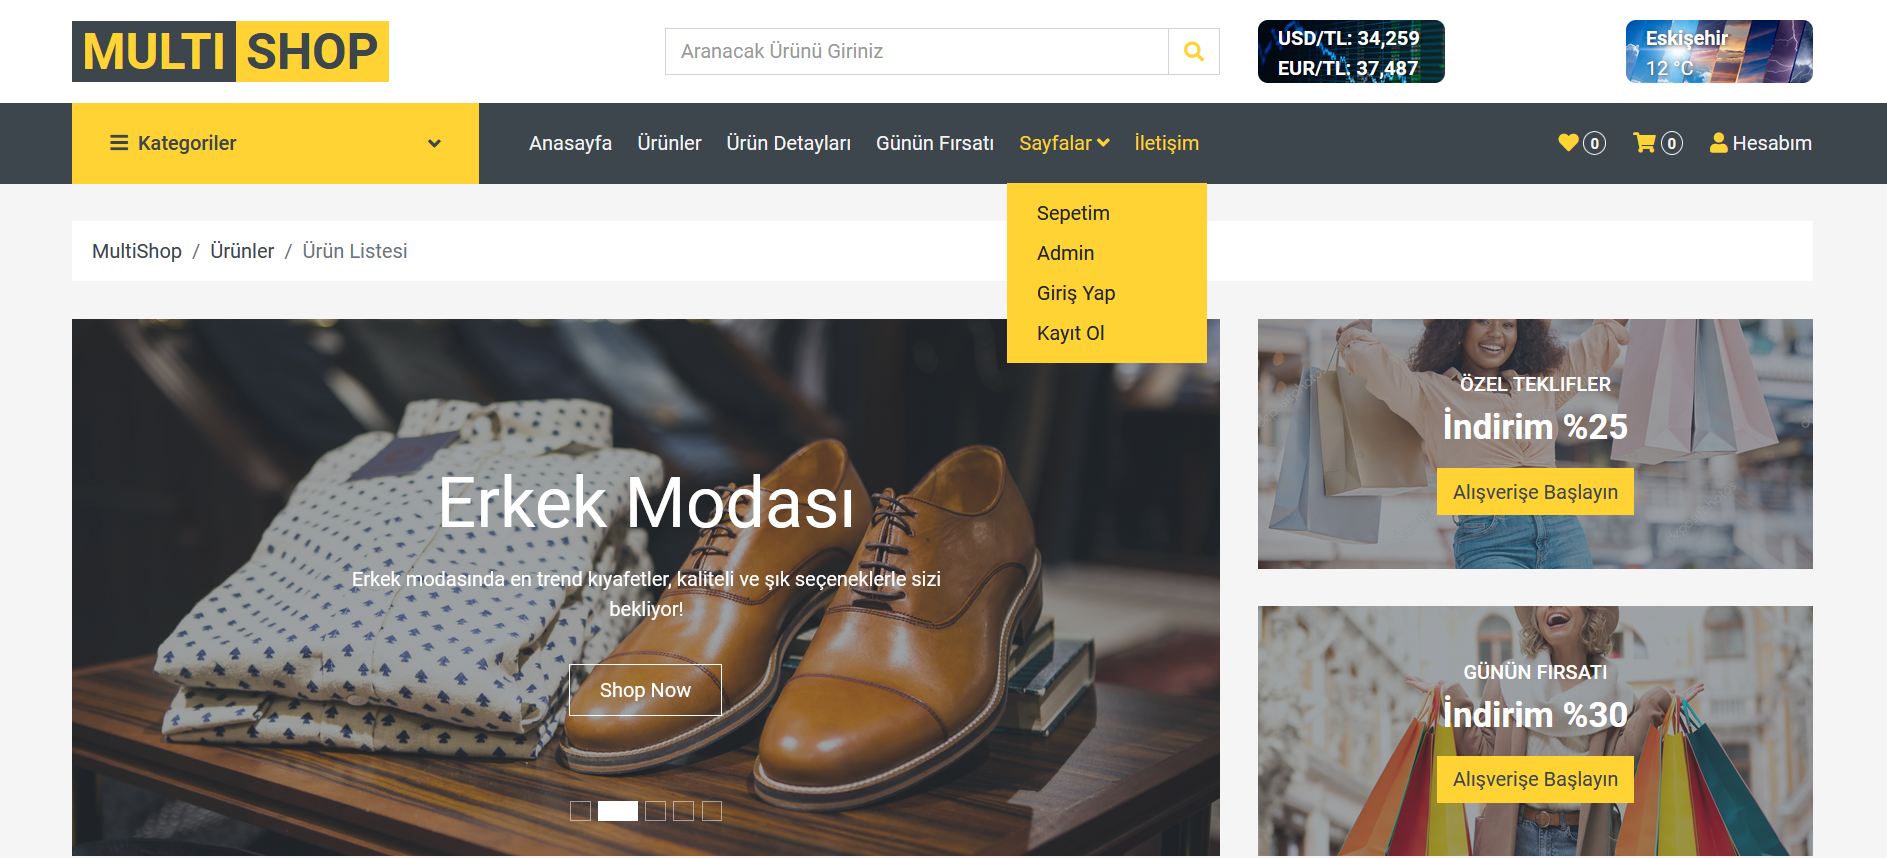 MULTI SHOP
Aranacak Ürünü Giriniz
USD/TL: 34,259
EUR/TL: 37,487
Eskişehir
12 °C
Kategoriler
Anasayfa Ürünler Ürün Detayları Günün Fırsatı Sayfalar İletişim
0 0 Hesabım
Sepetim
Admin
Giriş Yap
Kayıt Ol
MultiShop / Ürünler / Ürün Listesi
Erkek Modası
Erkek modasında en trend kıyafetler, kaliteli ve şık seçeneklerle sizi
bekliyor!
Shop Now
ÖZEL TEKLIFLER
İndirim %25
Alışverişe Başlayın
GÜNÜN FIRSATI
İndirim %30
Alışverişe Başlayın